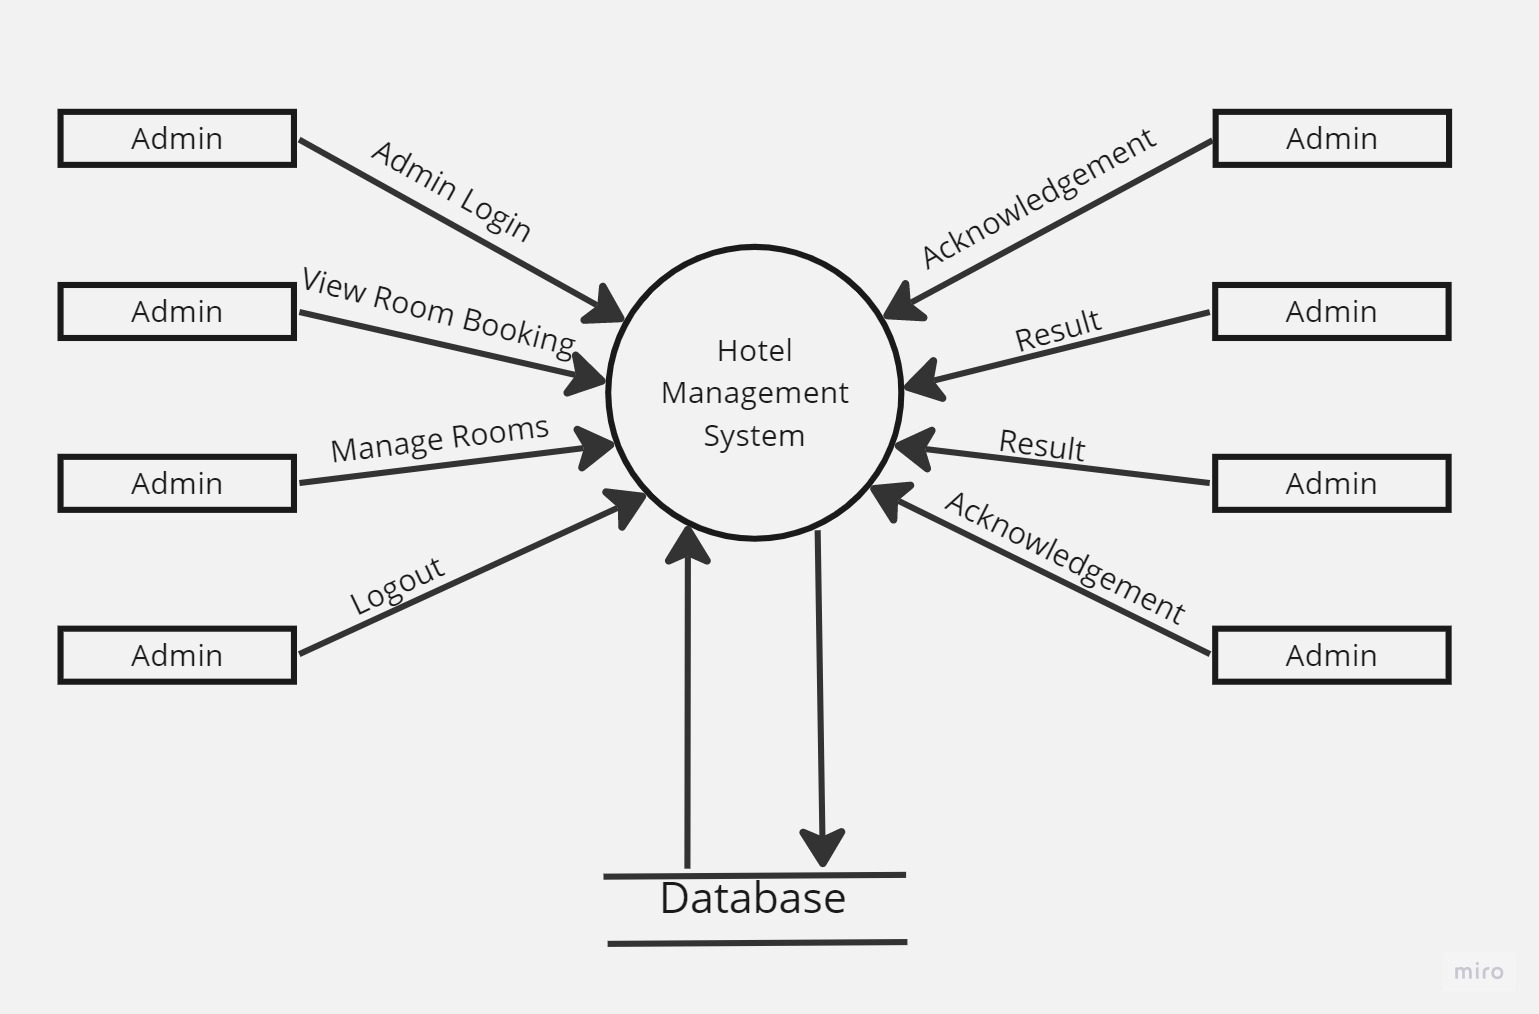 Admin
Admin Login
Acknowledgement
Admin
Admin
View Room Booking
Result
Admin
Hotel
Management
System
Admin
Manage Rooms
Result
Admin
Admin
Logout
Acknowledgement
Admin
Database
miro